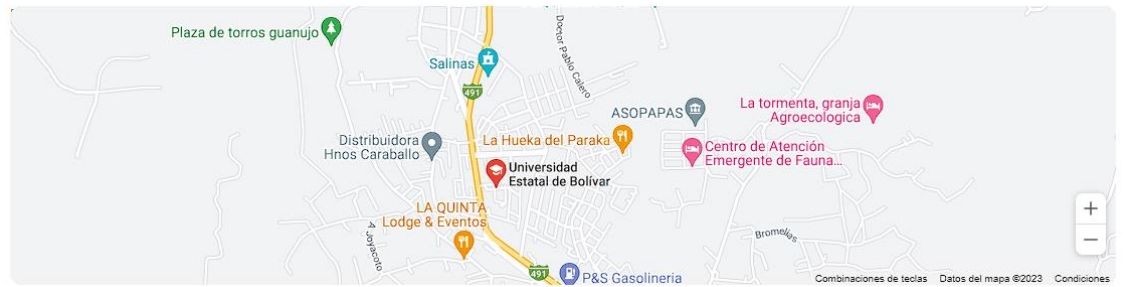 Plaza de torros guanujo
Salinas
491
Doctor Pablo Calero
ASOPAPAS
La tormenta, granja
Agroecologica
Distribuidora
Hnos Caraballo
La Hueka del Paraka
Centro de Atención
Emergente de Fauna...
Universidad
Estatal de Bolívar
LA QUINTA
Lodge & Eventos
A Joyacoto
Bromelias
491
P&S Gasolineria
+
−
Combinaciones de teclas
Datos del mapa ©2023
Condiciones